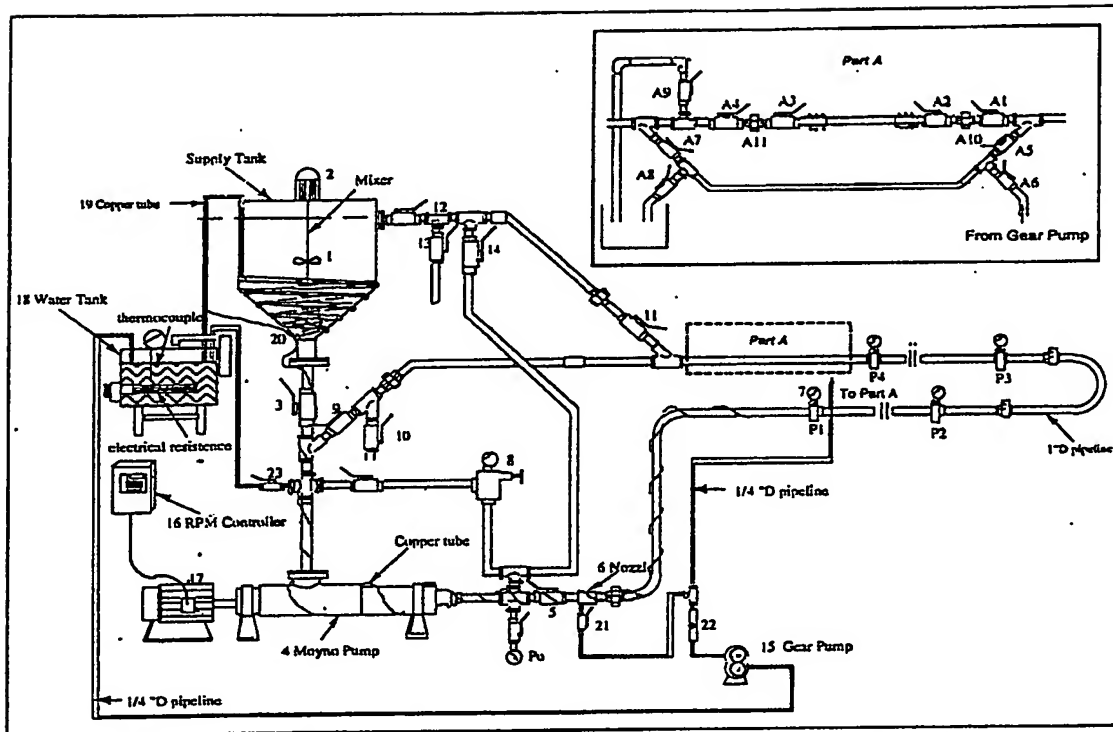 Part A
A9
A4
A3
A2
A1
A7
A11
A10
A5
A8
A6
From Gear Pump
Supply Tank
2
Mixer
19 Copper tube
12
13
14
1
18 Water Tank
thermocouple
11
20
Part A
P4
P3
3
9
7
To Part A
10
P1
P2
electrical resistence
1"D pipeline
23
8
1/4 "D pipeline
16 RPM Controller
Copper tube
17
6 Nozzl
5
21
22
4 Moyno Pump
15 Gear Pump
Pu
1/4 "D pipeline